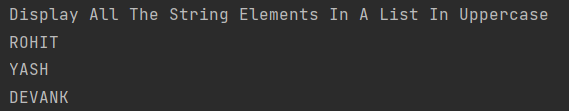 Display All The String Elements In A List In Uppercase
ROHIT
YASH
DEVANK